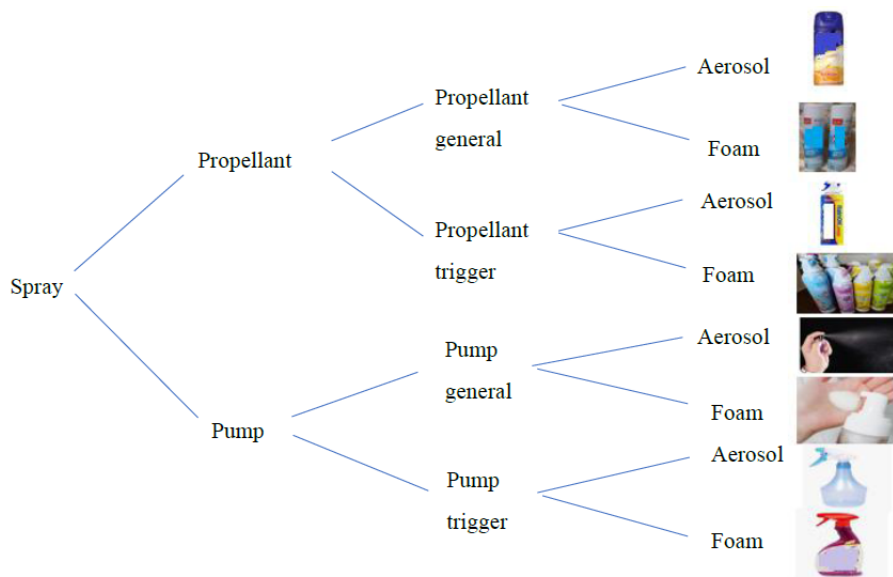 Aerosol
Propellant
general
Foam
Propellant
Aerosol
Propellant
trigger
Foam
Spray
Aerosol
Pump
general
Foam
Pump
Aerosol
Pump
trigger
Foam